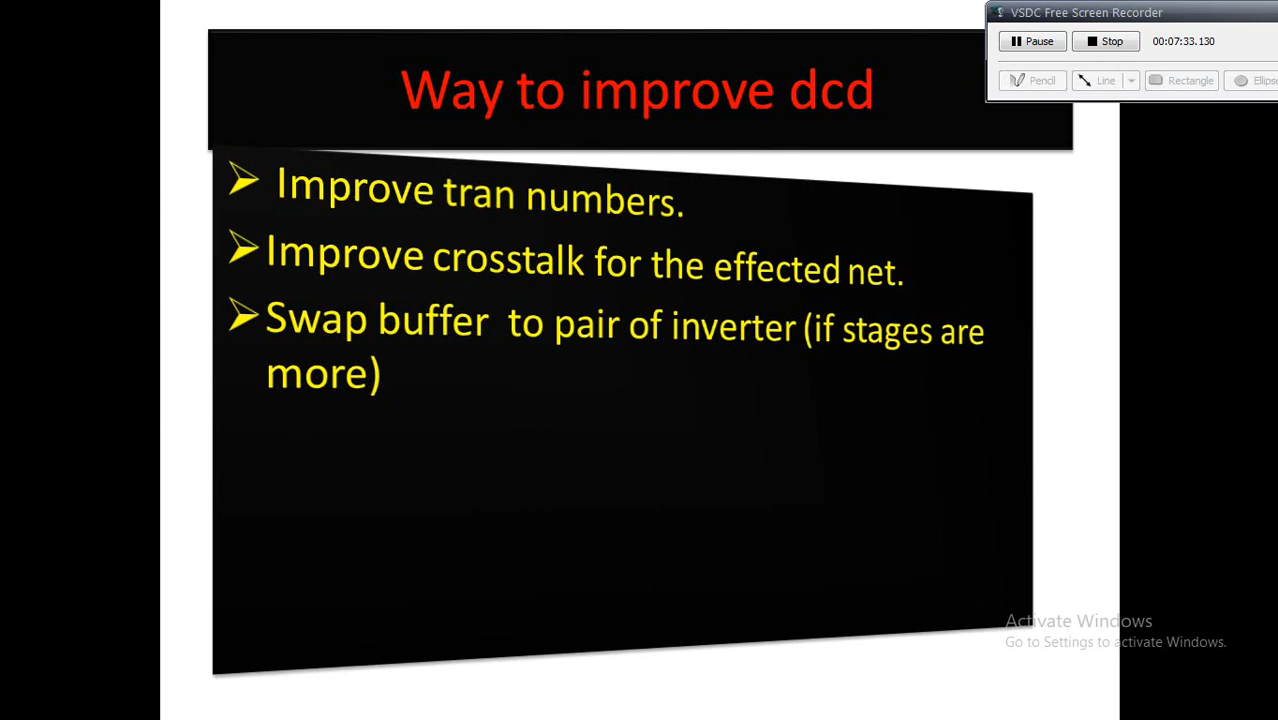 VSDC Free Screen Recorder
Pause Stop 00:07:33.130
Pencil Line Rectangle Ellips
Way to improve dcd
Improve tran numbers.
Improve crosstalk for the effected net.
Swap buffer to pair of inverter (if stages are
more)
Activate Windows
Go to Settings to activate Windows.